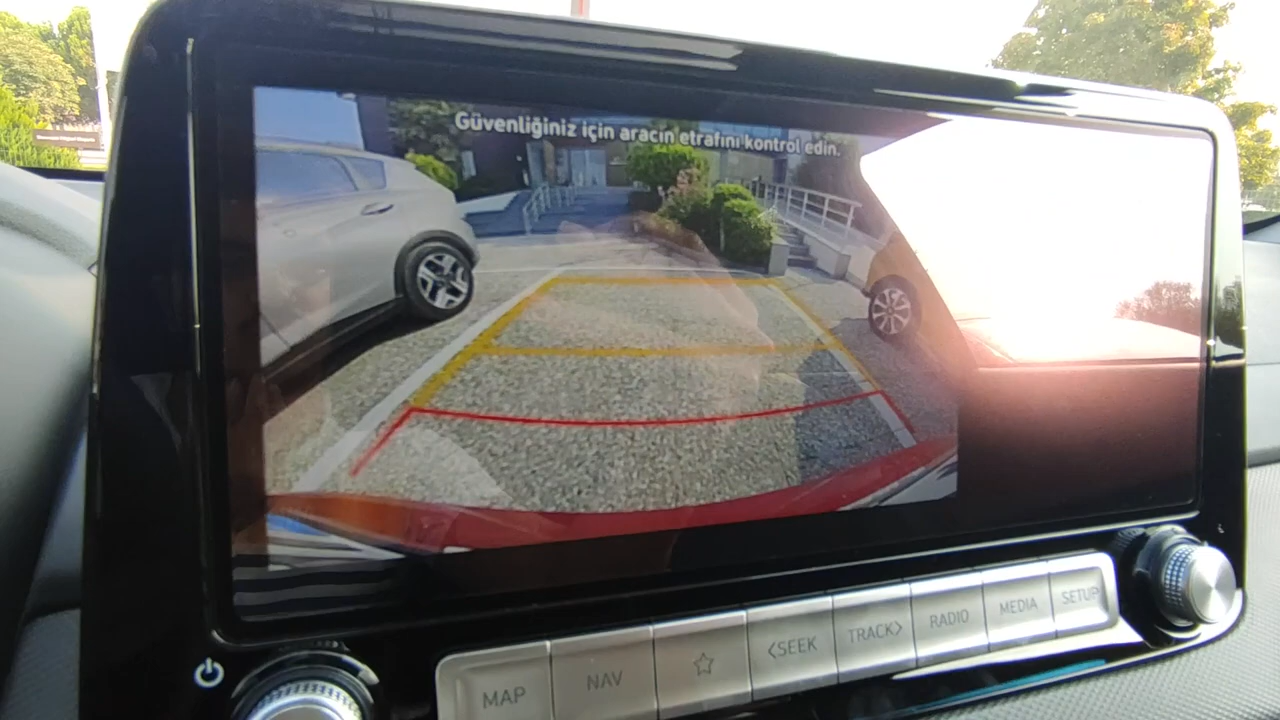 Güvenliğiniz için aracın etrafını kontrol edin.
MAP
NAV
<SEEK
TRACK>
RADIO
MEDIA
SETUP